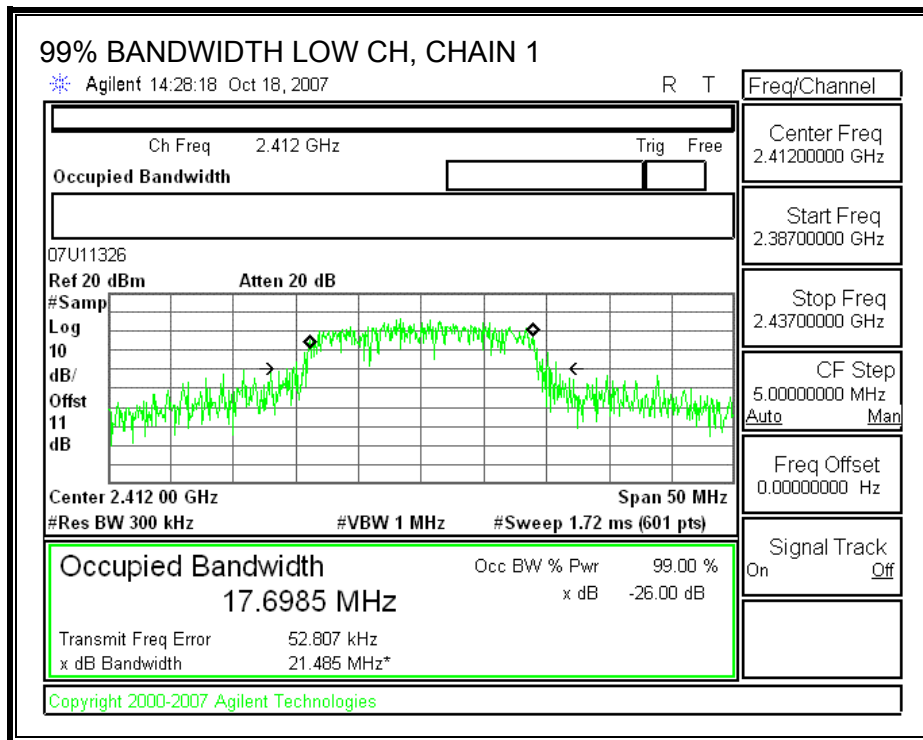 99% BANDWIDTH LOW CH, CHAIN 1
Agilent 14:28:18 Oct 18, 2007 R T
Ch Freq 2.412 GHz Trig Free
Occupied Bandwidth
07U11326
Ref 20 dBm Atten 20 dB
#Samp
Log
10
dB/
Offst
11
dB
Center 2.412 00 GHz Span 50 MHz
#Res BW 300 kHz #VBW 1 MHz #Sweep 1.72 ms (601 pts)
Occupied Bandwidth Occ BW % Pwr 99.00 %
17.6985 MHz x dB -26.00 dB
Transmit Freq Error 52.807 kHz
x dB Bandwidth 21.485 MHz*
Copyright 2000-2007 Agilent Technologies
Freq/Channel
Center Freq
2.41200000 GHz
Start Freq
2.38700000 GHz
Stop Freq
2.43700000 GHz
CF Step
5.00000000 MHz
Auto Man
Freq Offset
0.00000000 Hz
Signal Track
On Off